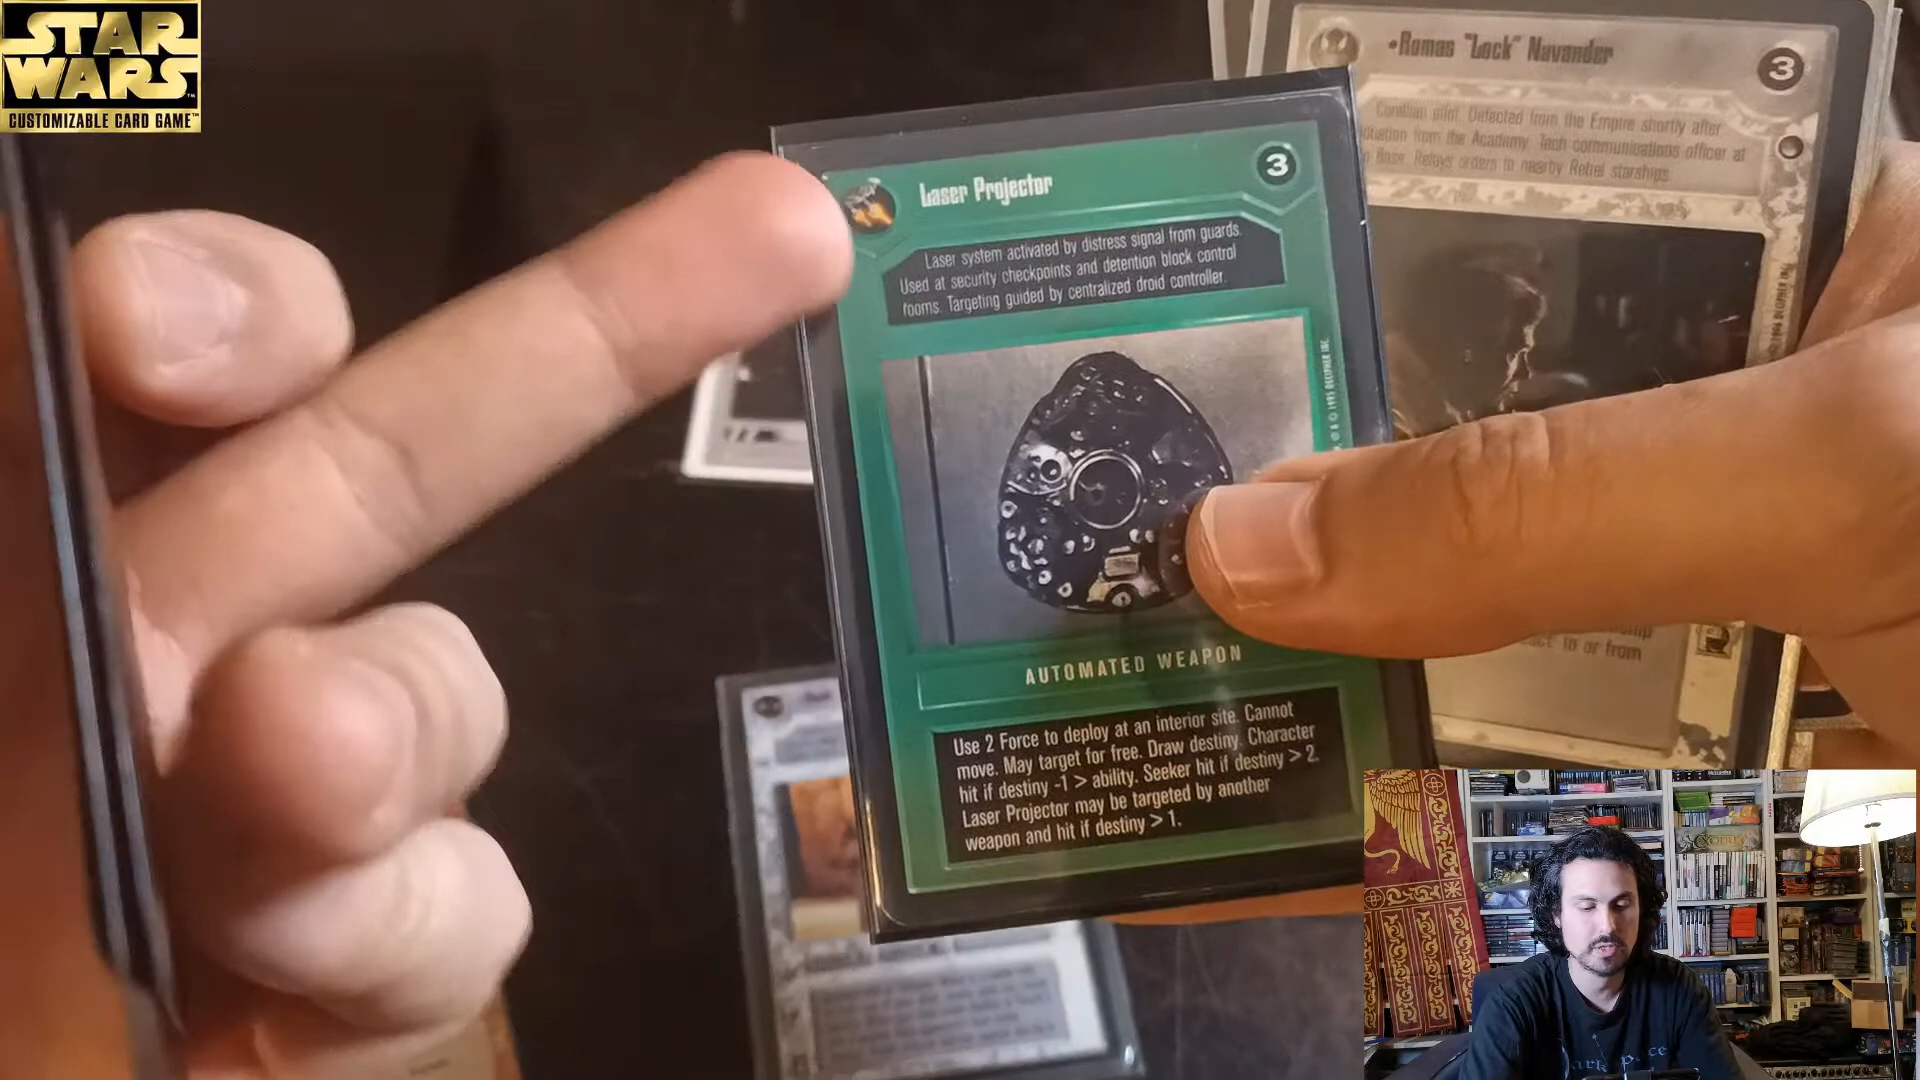 STAR
WARS
CUSTOMIZABLE CARD GAME
•Romas "Lock" Navander
3
Corellian pilot. Defected from the Empire shortly after
from the Academy. Tech communications officer at
Base. Relays orders to nearby Rebel starships.
in or from
Laser Projector
3
Laser system activated by distress signal from guards.
Used at security checkpoints and detention block control
rooms. Targeting guided by centralized droid controller.
© 1995 DECIPHER INC.
AUTOMATED WEAPON
Use 2 Force to deploy at an interior site. Cannot
move. May target for free. Draw destiny. Character
hit if destiny -1 > ability. Seeker hit if destiny > 2.
Laser Projector may be targeted by another
weapon and hit if destiny > 1.